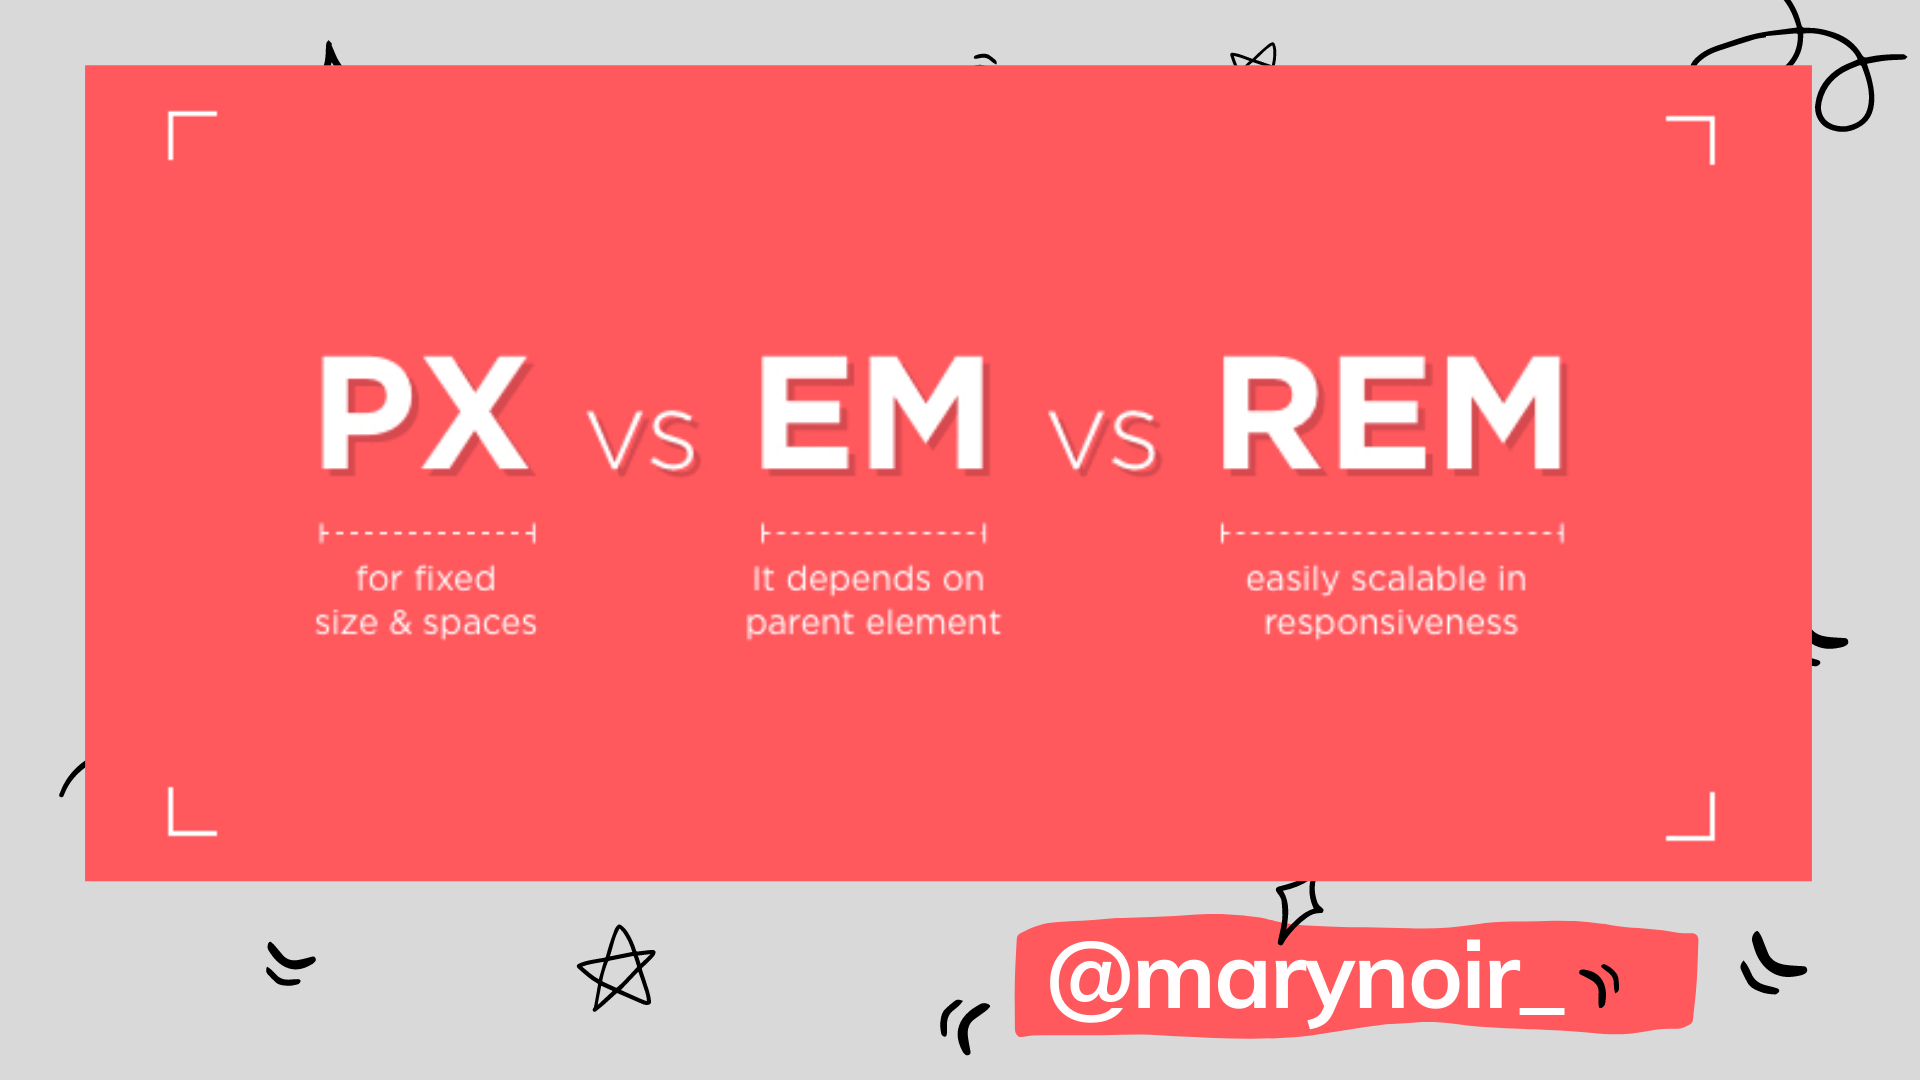 PX vs EM vs REM
for fixed
size & spaces
It depends on
parent element
easily scalable in
responsiveness
@marynoir_